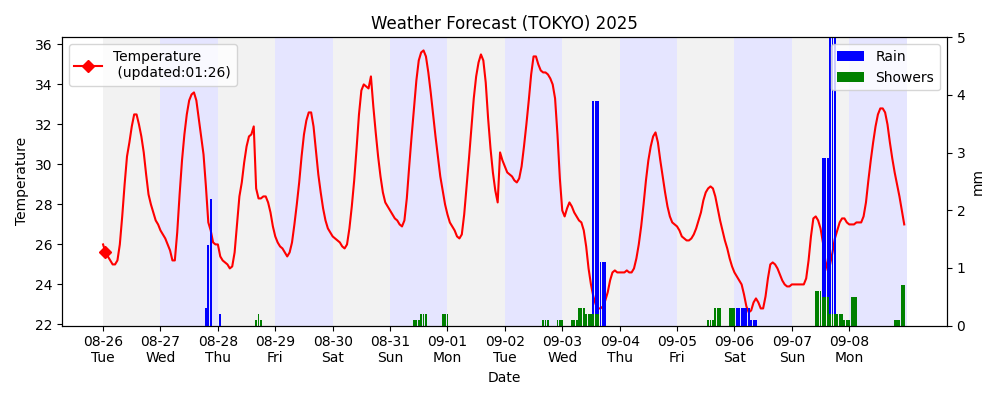 Weather Forecast (TOKYO) 2025
Temperature
(updated:01:26)
Rain
Showers
Temperature
36
34
32
30
28
26
24
22
5
4
3
2
1
0
mm
08-26 08-27 08-28 08-29 08-30 08-31 09-01 09-02 09-03 09-04 09-05 09-06 09-07 09-08
Tue Wed Thu Fri Sat Sun Mon Tue Wed Thu Fri Sat Sun Mon
Date